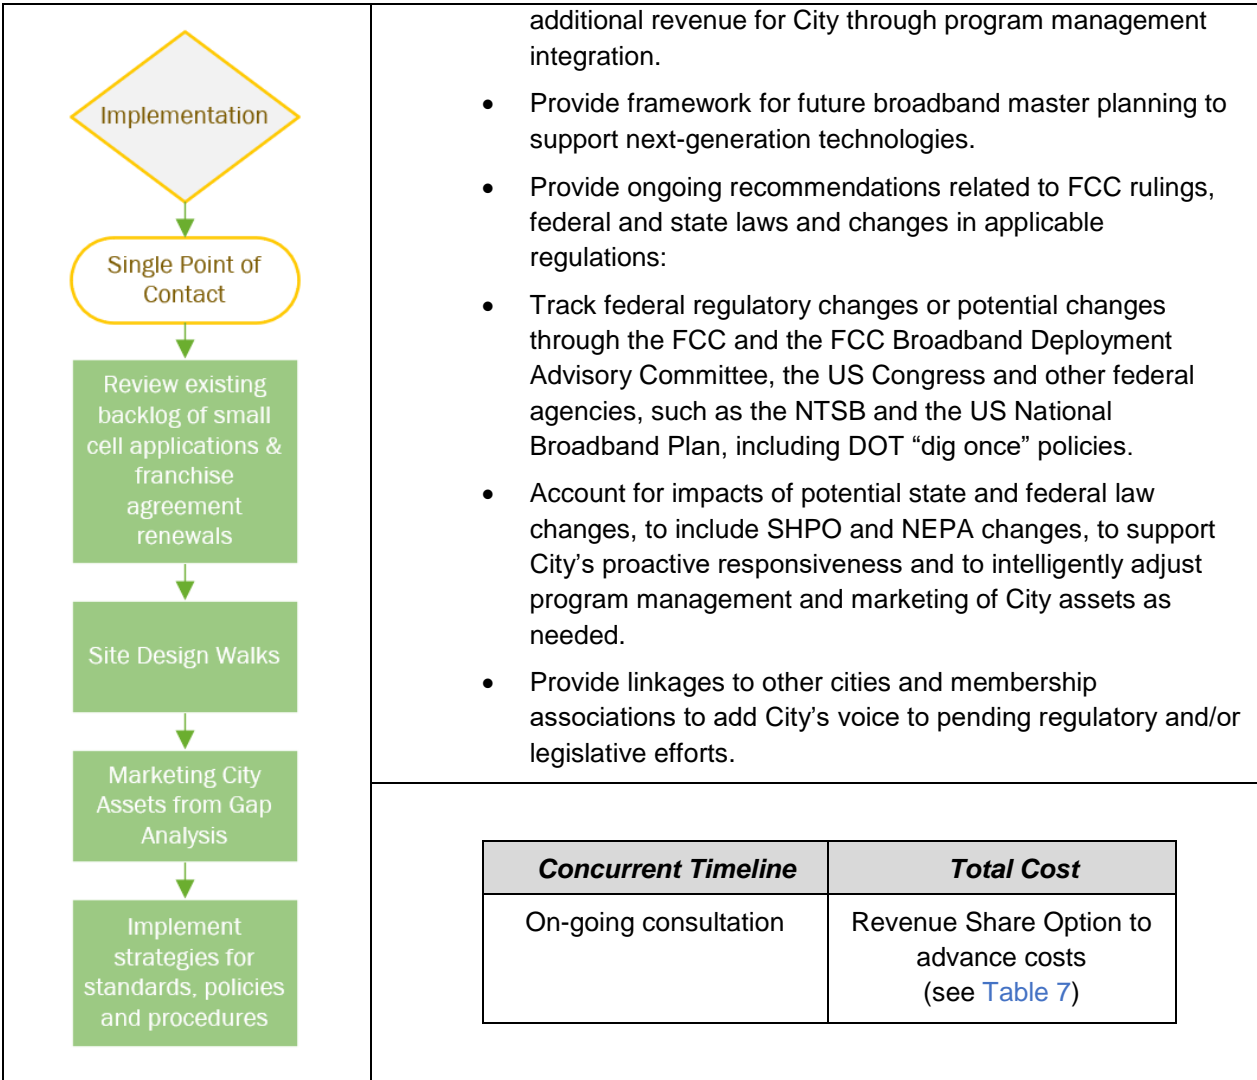 Implementation
Single Point of
Contact
Review existing
backlog of small
cell applications &
franchise
agreement
renewals
Site Design Walks
Marketing City
Assets from Gap
Analysis
Implement
strategies for
standards, policies
and procedures
additional revenue for City through program management
integration.
• Provide framework for future broadband master planning to
support next-generation technologies.
• Provide ongoing recommendations related to FCC rulings,
federal and state laws and changes in applicable
regulations:
• Track federal regulatory changes or potential changes
through the FCC and the FCC Broadband Deployment
Advisory Committee, the US Congress and other federal
agencies, such as the NTSB and the US National
Broadband Plan, including DOT “dig once” policies.
• Account for impacts of potential state and federal law
changes, to include SHPO and NEPA changes, to support
City’s proactive responsiveness and to intelligently adjust
program management and marketing of City assets as
needed.
• Provide linkages to other cities and membership
associations to add City’s voice to pending regulatory and/or
legislative efforts.
Concurrent Timeline
Total Cost
On-going consultation
Revenue Share Option to
advance costs
(see Table 7)